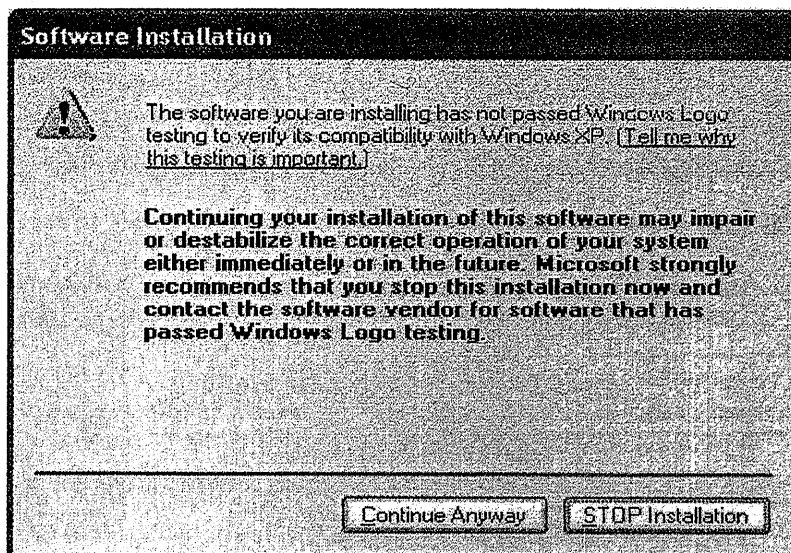 Software Installation
The software you are installing has not passed Windows Logo
testing to verify its compatibility with Windows XP. (Tell me why
this testing is important.)
Continuing your installation of this software may impair
or destabilize the correct operation of your system
either immediately or in the future. Microsoft strongly
recommends that you stop this installation now and
contact the software vendor for software that has
passed Windows Logo testing.
Continue Anyway
STOP Installation